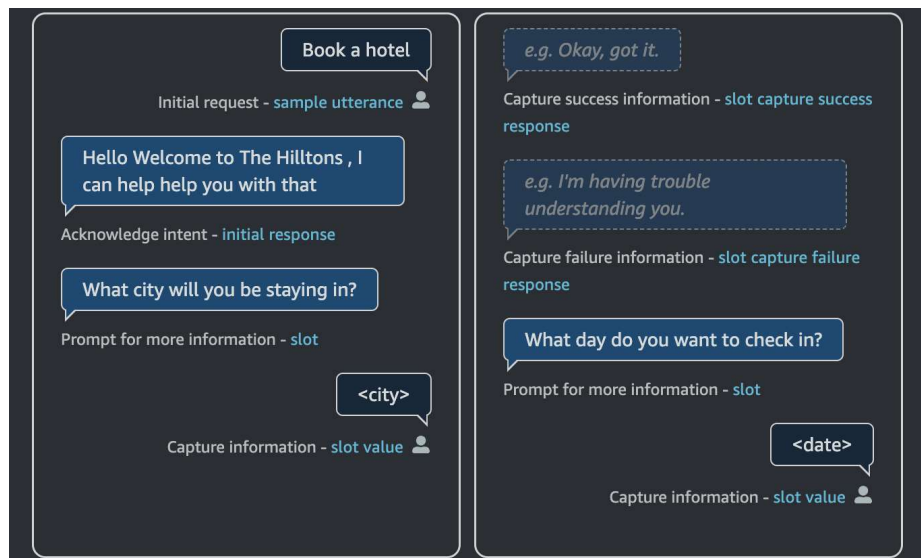 Book a hotel
Initial request - sample utterance
Hello Welcome to The Hilltons , I
can help help you with that
Acknowledge intent - initial response
What city will you be staying in?
Prompt for more information - slot
<city>
Capture information - slot value
e.g. Okay, got it.
Capture success information - slot capture success
response
e.g. I'm having trouble
understanding you.
Capture failure information - slot capture failure
response
What day do you want to check in?
Prompt for more information - slot
<date>
Capture information - slot value